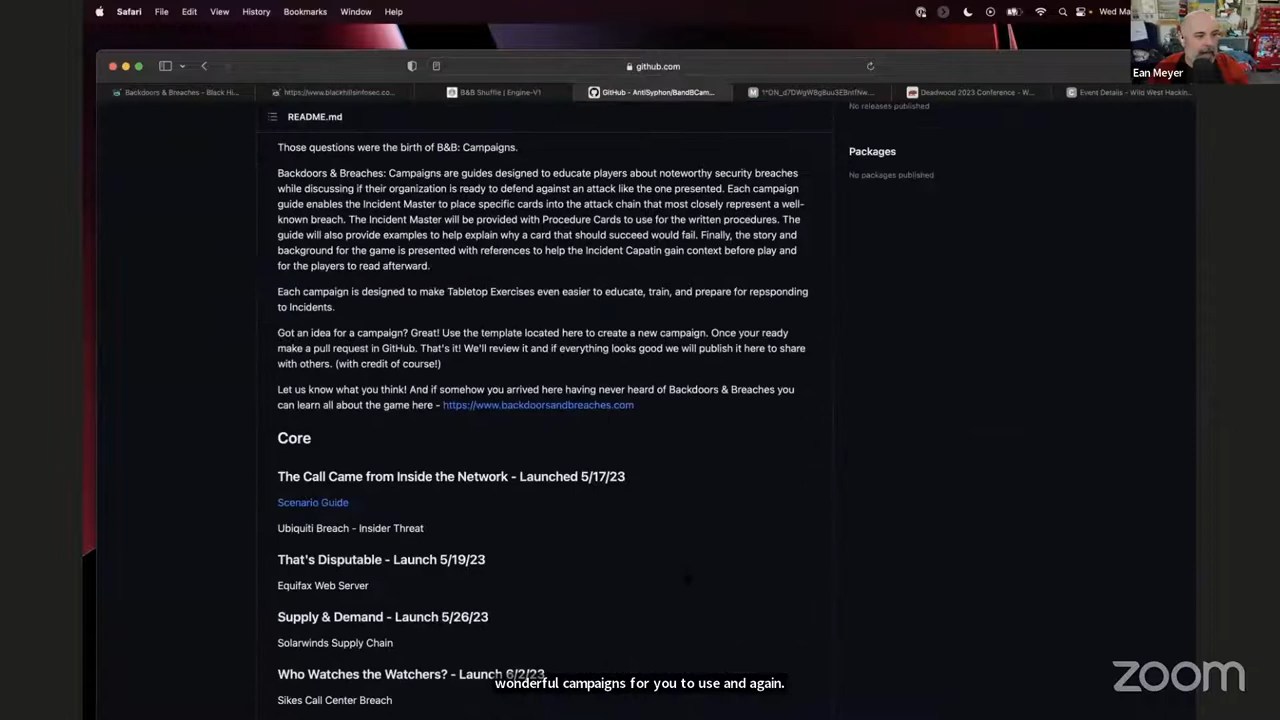 Safari File Edit View History Bookmarks Window Help
Wed Ma
Ean Meyer
github.com
Backdoors & Breaches - Black Hi...
https://www.blackhillsinfosec.co...
B&B Shuffle | Engine-V1
GitHub - AntiSyphon/BandBCam...
Deadwood 2023 Conference - W...
Event Details - Wild West Hackin...
README.md
No releases published
Packages
No packages published
Those questions were the birth of B&B: Campaigns.
Backdoors & Breaches: Campaigns are guides designed to educate players about noteworthy security breaches
while discussing if their organization is ready to defend against an attack like the one presented. Each campaign
guide enables the Incident Master to place specific cards into the attack chain that most closely represent a well-
known breach. The Incident Master will be provided with Procedure Cards to use for the written procedures. The
guide will also provide examples to help explain why a card that should succeed would fail. Finally, the story and
background for the game is presented with references to help the Incident Capatin gain context before play and
for the players to read afterward.
Each campaign is designed to make Tabletop Exercises even easier to educate, train, and prepare for repsponding
to Incidents.
Got an idea for a campaign? Great! Use the template located here to create a new campaign. Once your ready
make a pull request in GitHub. That's it! We'll review it and if everything looks good we will publish it here to share
with others. (with credit of course!)
Let us know what you think! And if somehow you arrived here having never heard of Backdoors & Breaches you
can learn all about the game here - https://www.backdoorsandbreaches.com
Core
The Call Came from Inside the Network - Launched 5/17/23
Scenario Guide
Ubiquiti Breach - Insider Threat
That's Disputable - Launch 5/19/23
Equifax Web Server
Supply & Demand - Launch 5/26/23
Solarwinds Supply Chain
Who Watches the Watchers? - Launch 6/2/23
wonderful campaigns for you to use and again.
Sikes Call Center Breach
zoom